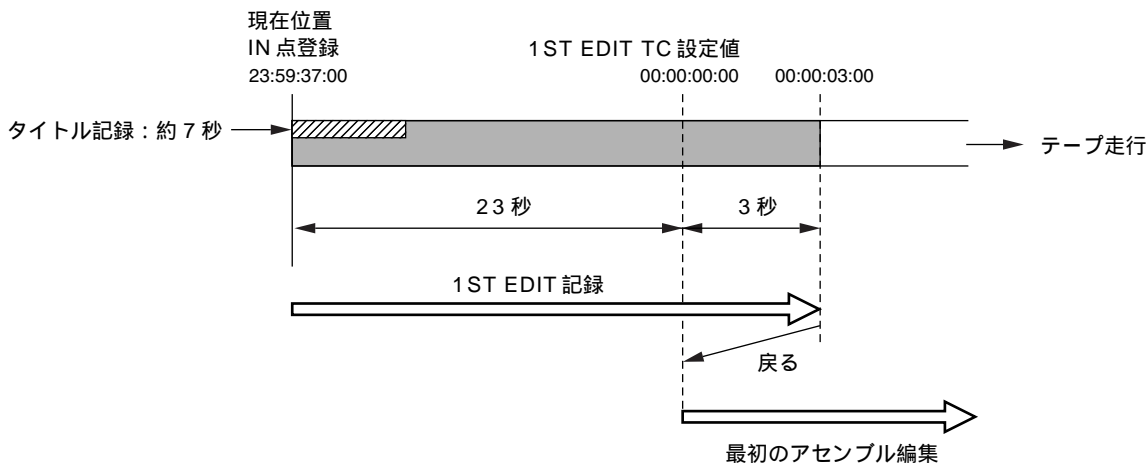 現在位置
IN 点登録
23:59:37:00
1ST EDIT TC 設定値
00:00:00:00
00:00:03:00
タイトル記録：約 7 秒
テープ走行
23 秒
3 秒
1ST EDIT 記録
戻る
最初のアセンブル編集